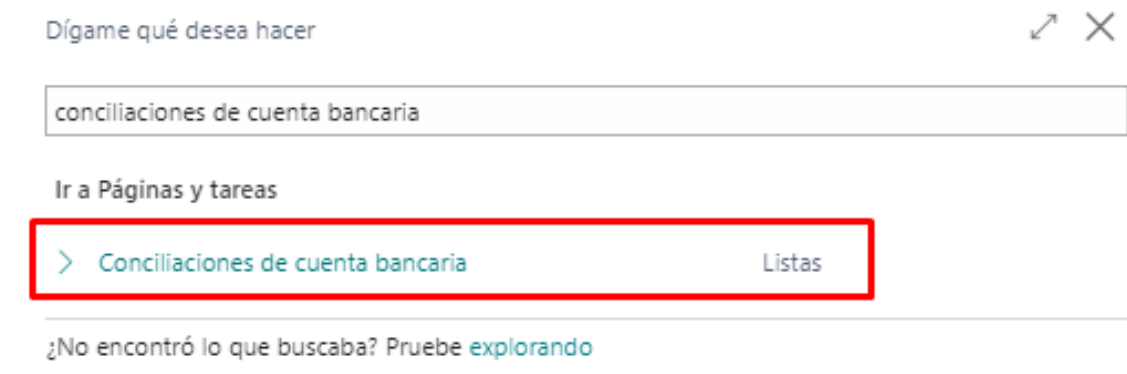 Dígame qué desea hacer
conciliaciones de cuenta bancaria
Ir a Páginas y tareas
Conciliaciones de cuenta bancaria Listas
¿No encontró lo que buscaba? Pruebe explorando